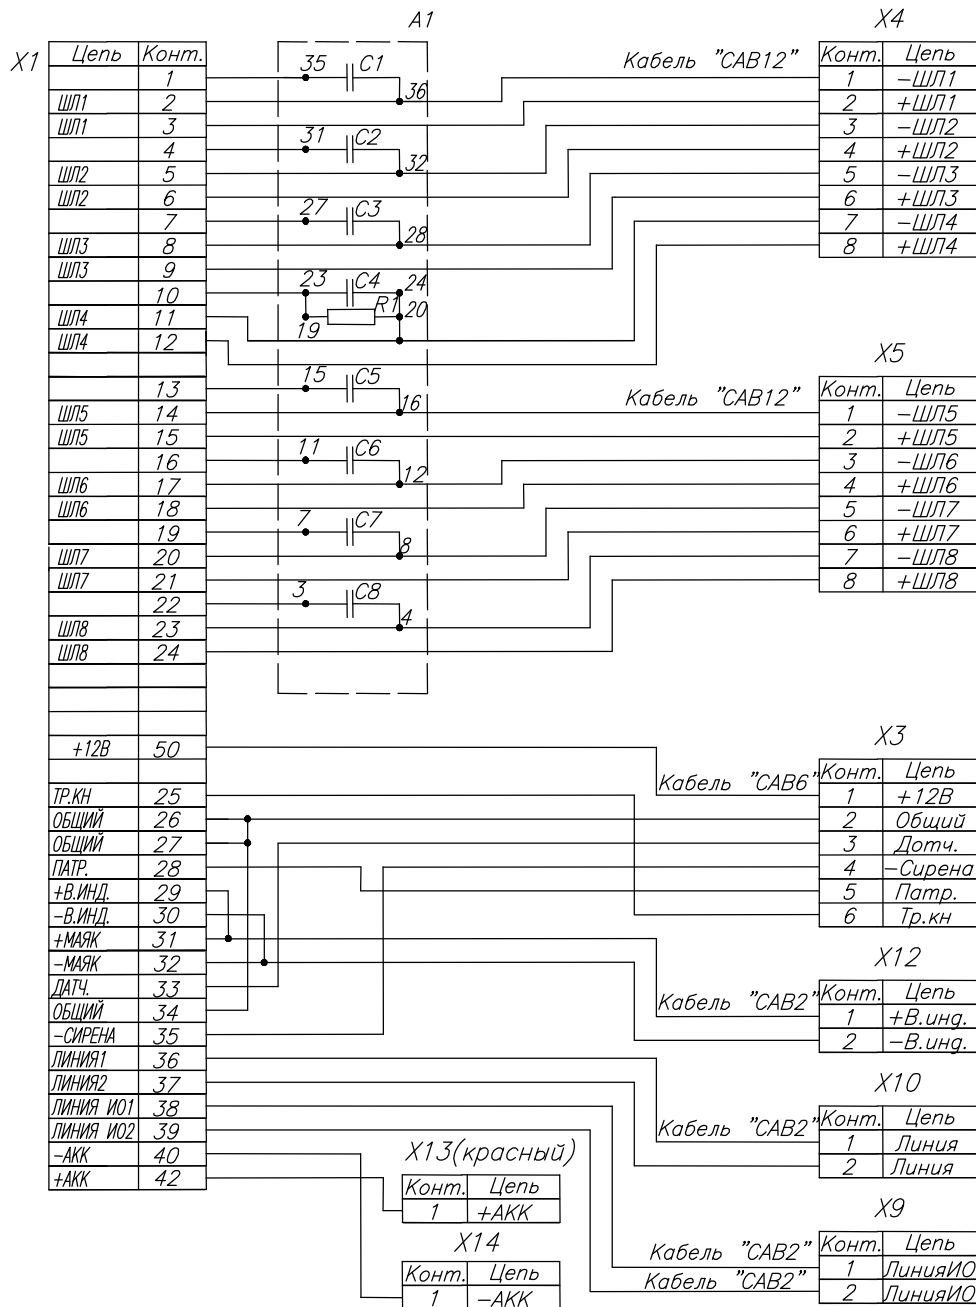 X1
Цепь Конт.
1
ШЛ1 2
ШЛ1 3
4
ШЛ2 5
ШЛ2 6
7
ШЛ3 8
ШЛ3 9
10
ШЛ4 11
ШЛ4 12
13
ШЛ5 14
ШЛ5 15
16
ШЛ6 17
ШЛ6 18
19
ШЛ7 20
ШЛ7 21
22
ШЛ8 23
ШЛ8 24
+12В 50
ТР.КН 25
ОБЩИЙ 26
ОБЩИЙ 27
ПАТР. 28
+В.ИНД. 29
-В.ИНД. 30
+МАЯК 31
-МАЯК 32
ДАТЧ. 33
ОБЩИЙ 34
-СИРЕНА 35
ЛИНИЯ1 36
ЛИНИЯ2 37
ЛИНИЯ ИО1 38
ЛИНИЯ ИО2 39
-АКК 40
+АКК 42
A1
35 C1
36
31 C2
32
27 C3
28
23 C4 24
R1 20
19
15 C5
16
11 C6
12
7 C7
8
3 C8
4
X4
Кабель "CAB12"
Конт. Цепь
1 -ШЛ1
2 +ШЛ1
3 -ШЛ2
4 +ШЛ2
5 -ШЛ3
6 +ШЛ3
7 -ШЛ4
8 +ШЛ4
X5
Кабель "CAB12"
Конт. Цепь
1 -ШЛ5
2 +ШЛ5
3 -ШЛ6
4 +ШЛ6
5 -ШЛ7
6 +ШЛ7
7 -ШЛ8
8 +ШЛ8
X3
Кабель "CAB6"
Конт. Цепь
1 +12В
2 Общий
3 Дотч.
4 -Сирена
5 Патр.
6 Тр.кн
X12
Кабель "CAB2"
Конт. Цепь
1 +В.инд.
2 -В.инд.
X10
Кабель "CAB2"
Конт. Цепь
1 Линия
2 Линия
X13(красный)
Конт. Цепь
1 +АКК
X14
Конт. Цепь
1 -АКК
X9
Кабель "CAB2"
Кабель "CAB2"
Конт. Цепь
1 ЛинияИО
2 ЛинияИО